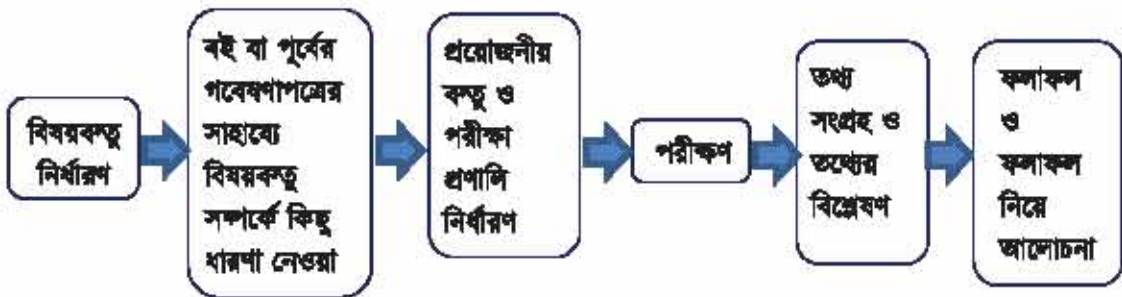 বিষয়বস্তু
নির্ধারণ
বই যা পূর্বের
গবেষণাপত্রের
সাহায্যে
বিষয়বস্তু
সম্পর্কে কিছু
ধারণা নেওয়া
প্রয়োজনীয়
বস্তু ও
পরীক্ষা
প্রণালি
নির্ধারণ
পরীক্ষণ
তথ্য
সংগ্রহ ও
তথ্যের
বিশ্লেষণ
ফলাফল
ও
ফলাফল
নিয়ে
আলোচনা